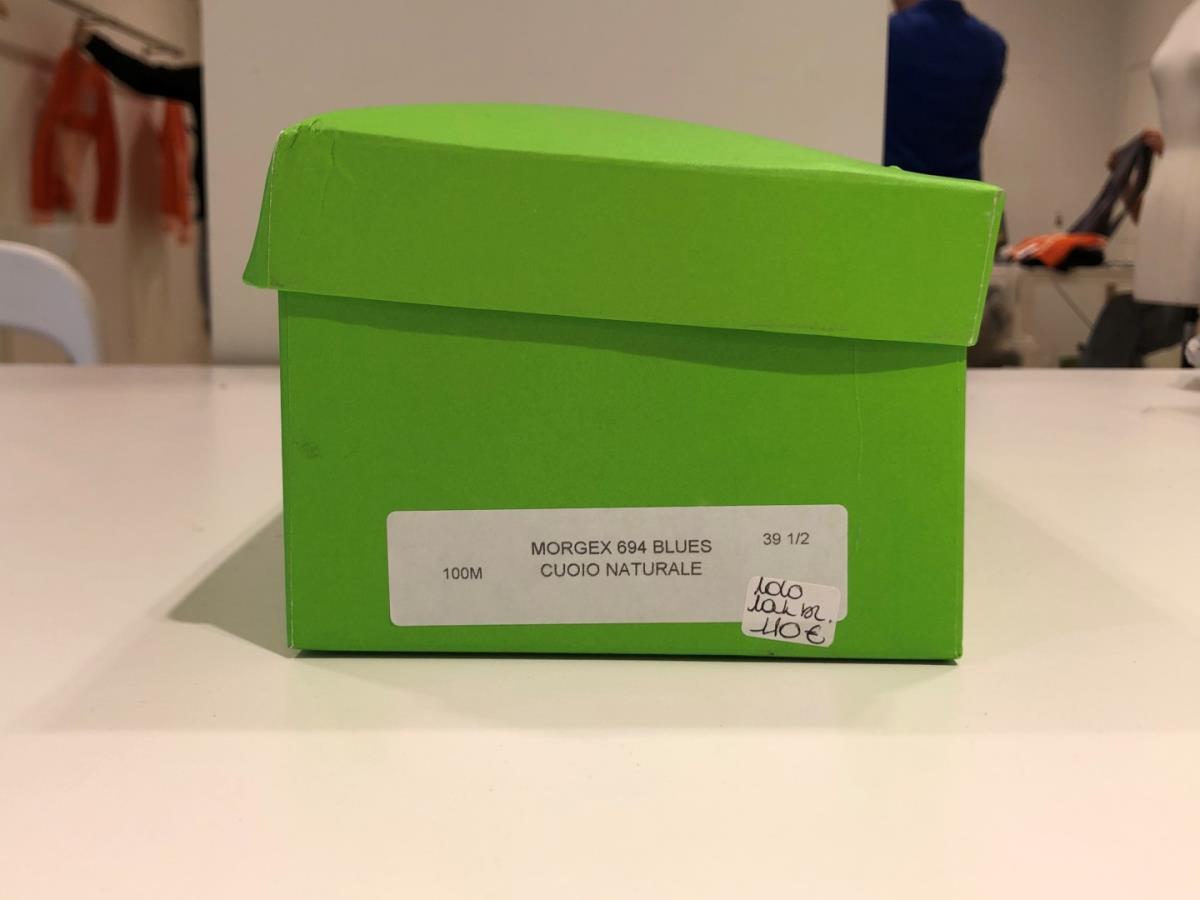 MORGEX 694 BLUES
39 1/2
100M
CUOIO NATURALE
110 €